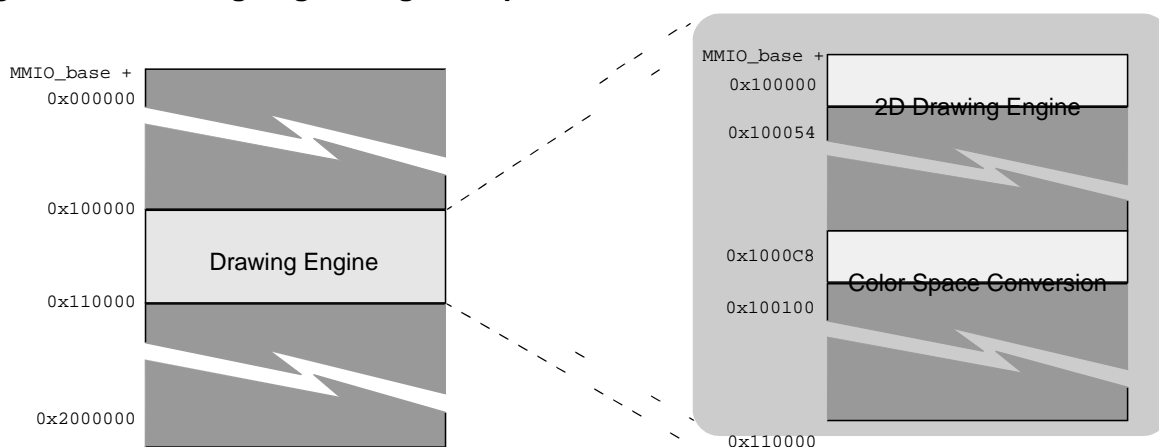 MMIO_base +
0x000000
0x100000
Drawing Engine
0x110000
0x2000000
MMIO_base +
0x100000
2D Drawing Engine
0x100054
0x1000C8
Color Space Conversion
0x100100
0x110000